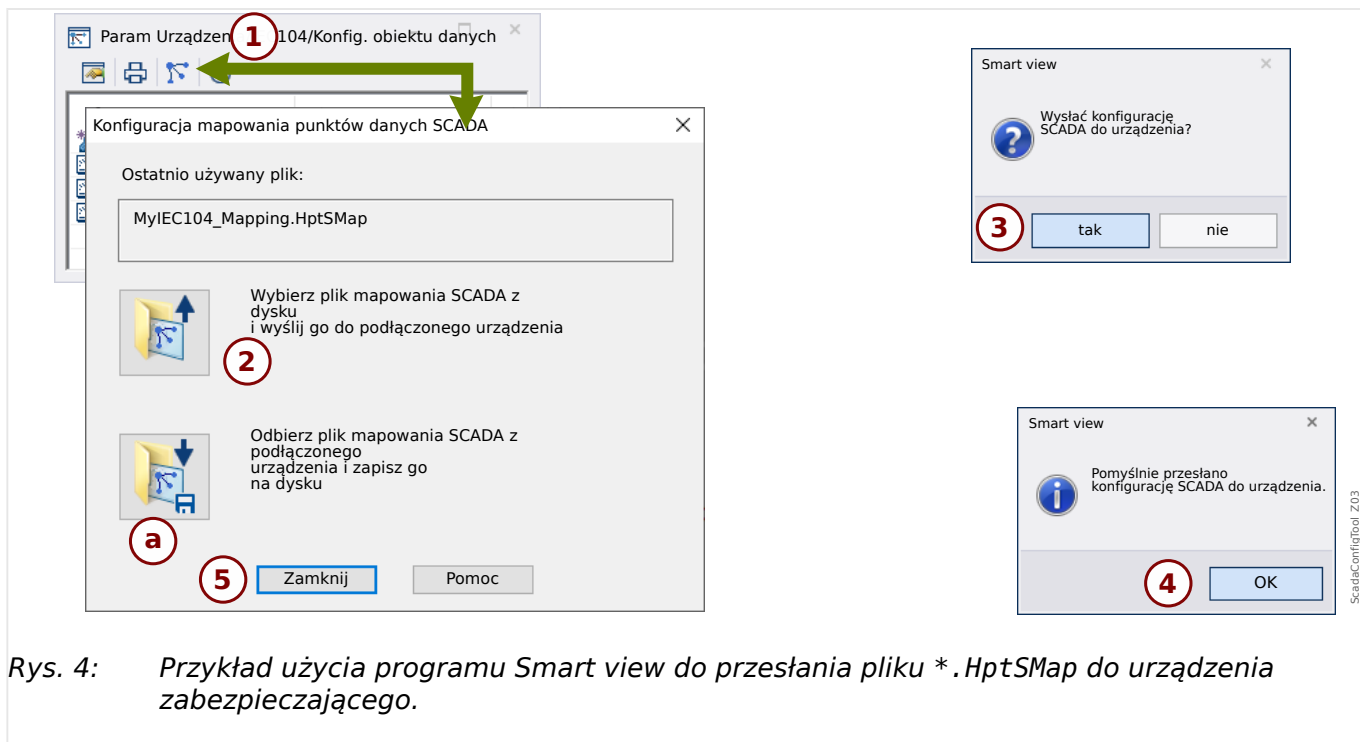 Param Urządzen 1 104/Konfig. obiektu danych
Konfiguracja mapowania punktów danych SCADA
Ostatnio używany plik:
MyIEC104_Mapping.HptSMap
Wybierz plik mapowania SCADA z
dysku
i wyślij go do podłączonego urządzenia
2
Odbierz plik mapowania SCADA z
podłączonego
urządzenia i zapisz go
na dysku
a
5 Zamknij Pomoc
Smart view
Wysłać konfigurację
SCADA do urządzenia?
3 tak nie
Smart view
Pomyślnie przesłano
konfigurację SCADA do urządzenia.
4 OK
ScadaConfigTool_Z03
Rys. 4: Przykład użycia programu Smart view do przesłania pliku *.HptSMap do urządzenia
zabezpieczającego.